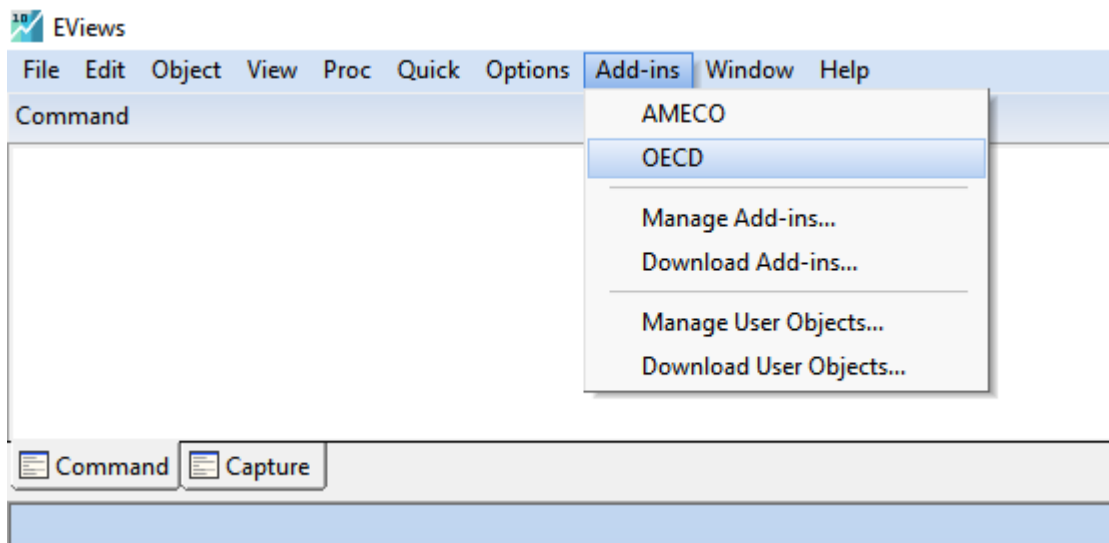 10
EViews
File Edit Object View Proc Quick Options Add-ins Window Help
Command
AMECO
OECD
Manage Add-ins...
Download Add-ins...
Manage User Objects...
Download User Objects...
Command Capture